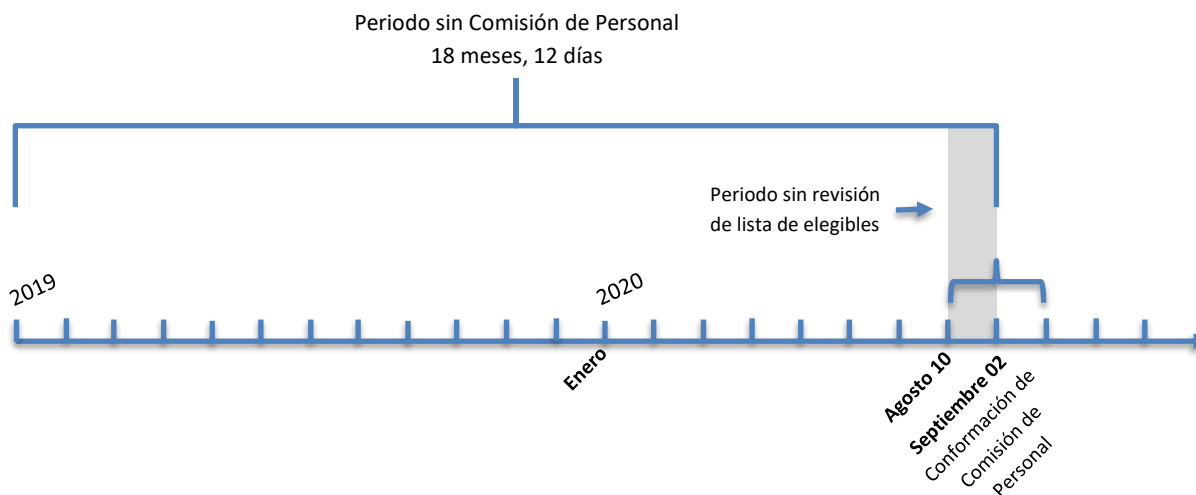 Periodo sin Comisión de Personal
18 meses, 12 días
Periodo sin revisión
de lista de elegibles
2019
2020
Enero
Agosto 10
Septiembre 02
Conformación de
Comisión de
Personal